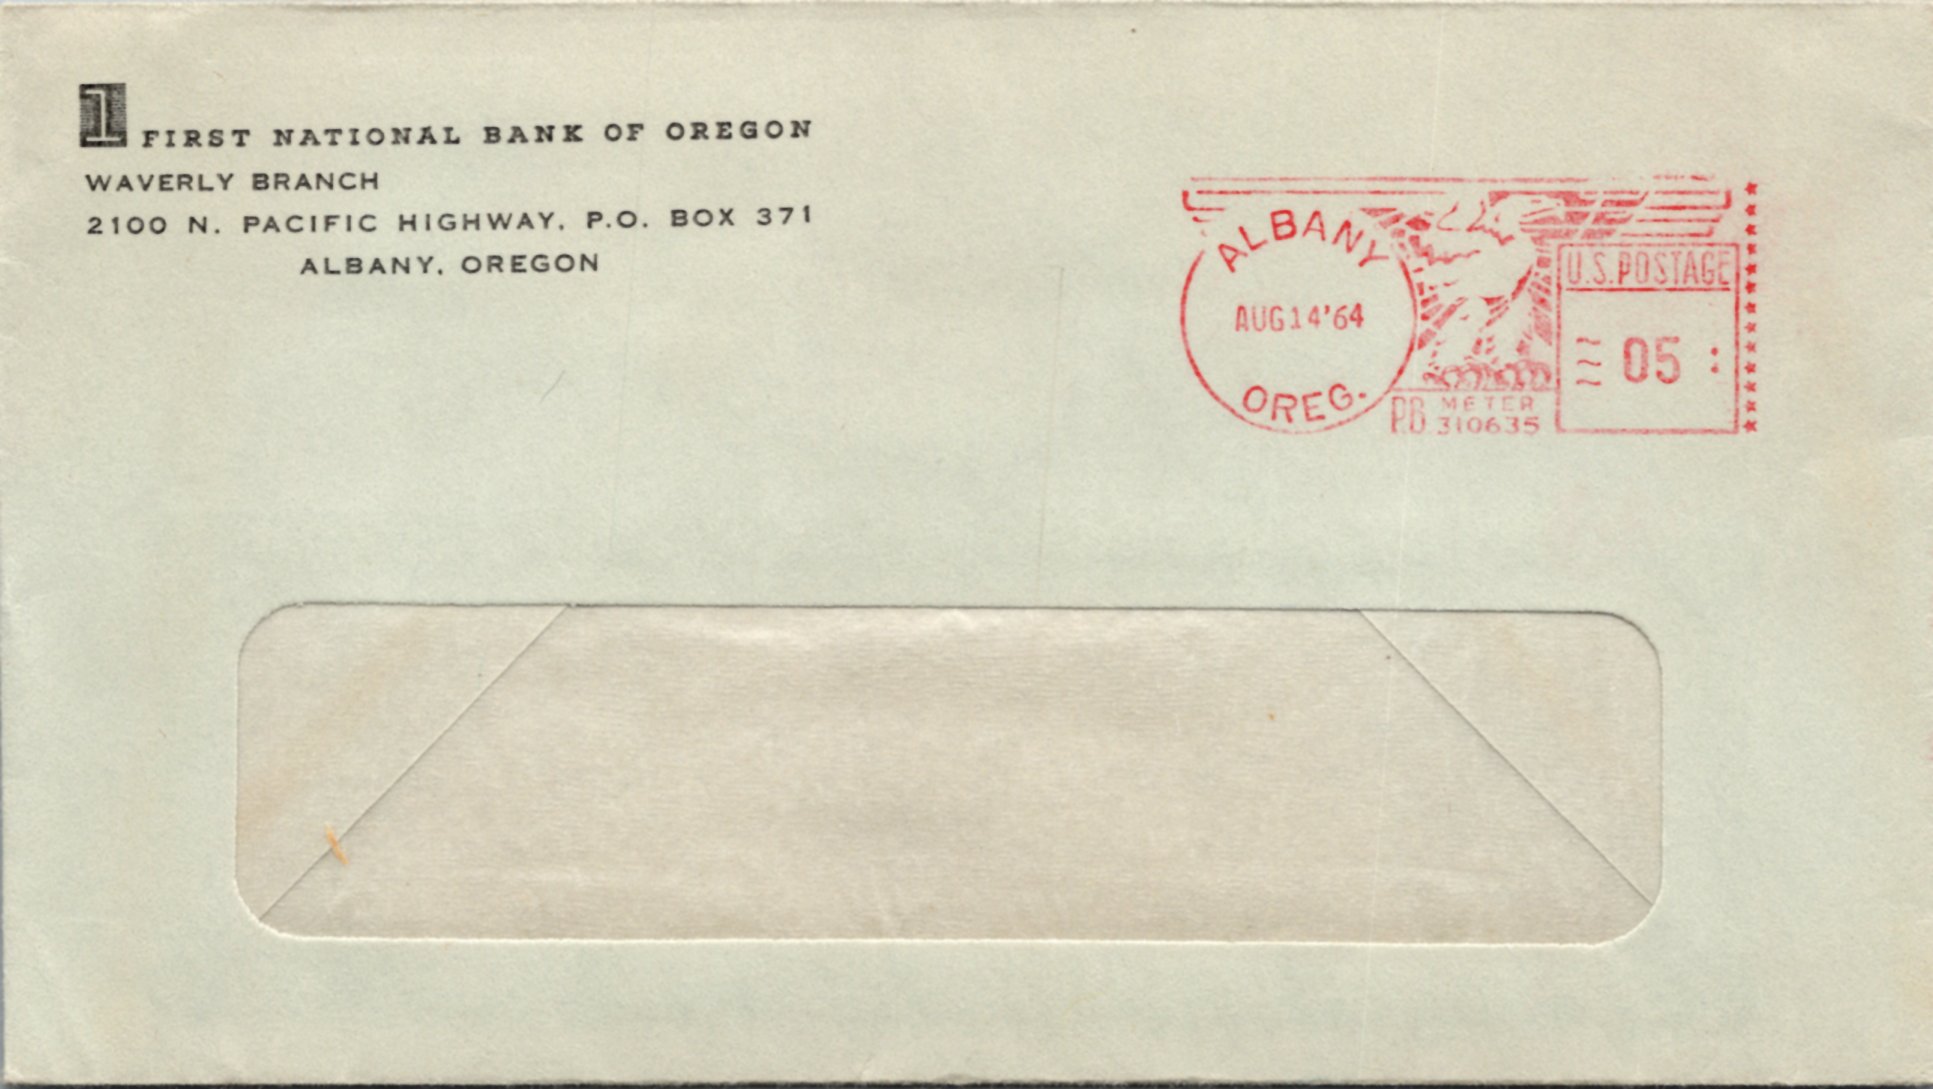 1 FIRST NATIONAL BANK OF OREGON
WAVERLY BRANCH
2100 N. PACIFIC HIGHWAY, P.O. BOX 371
ALBANY, OREGON
ALBANY
AUG 14 '64
OREG.
P.B. METER
310635
U.S. POSTAGE
05